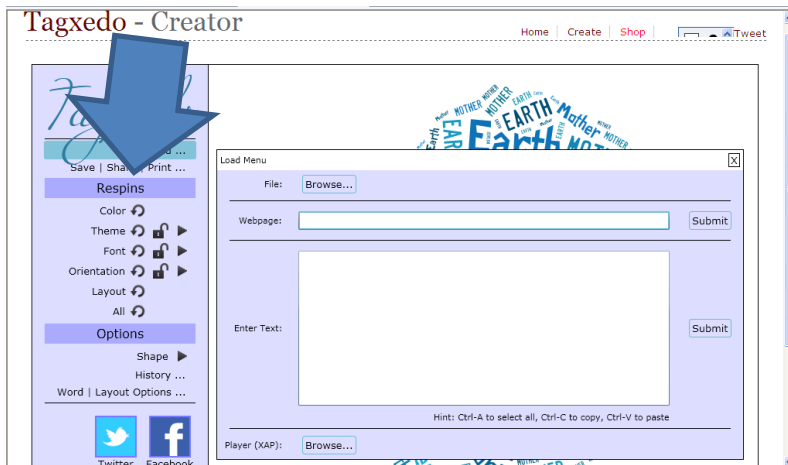 Tagxedo - Creator
Home | Create | Shop
Tweet
...
Save | Share | Print ...
Respins
Color
Theme
Font
Orientation
Layout
All
Options
Shape
History ...
Word | Layout Options ...
Twitter Facebook
MOTHER EARTH Mother
Earth EARTH MOTHER
Load Menu X
File: Browse...
Webpage: Submit
Enter Text: Submit
Hint: Ctrl-A to select all, Ctrl-C to copy, Ctrl-V to paste
Player (XAP): Browse...